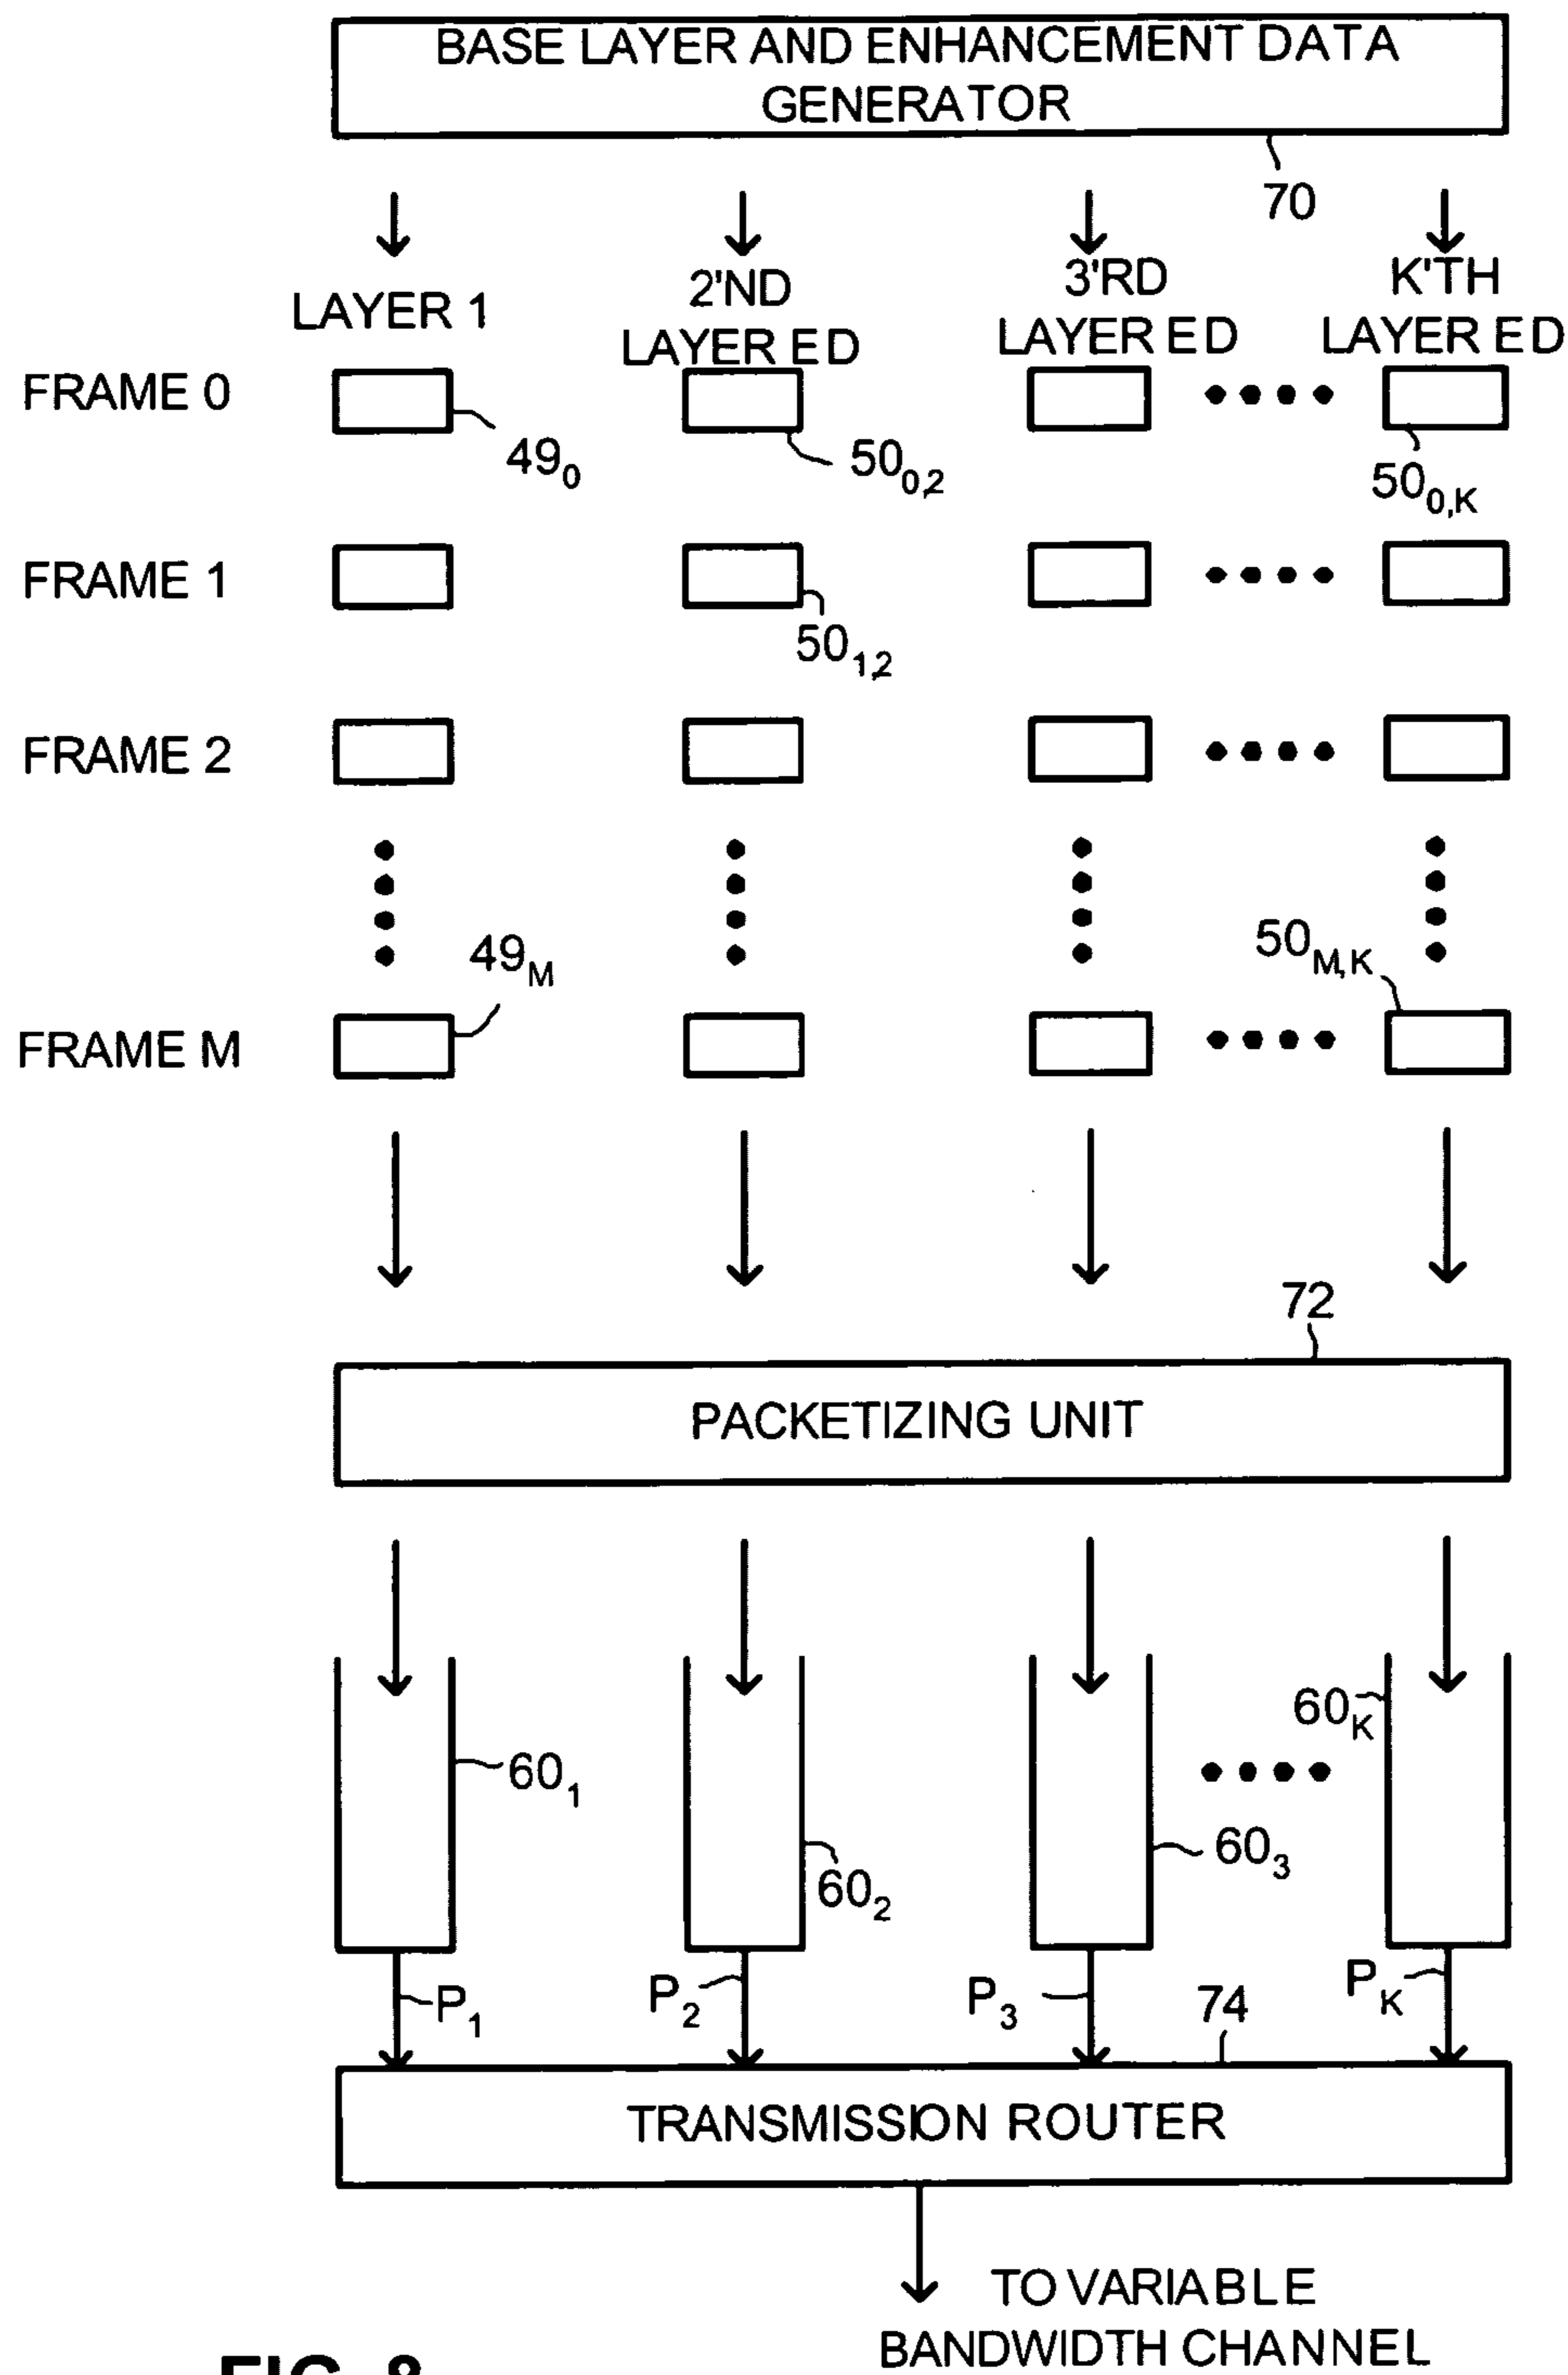 BASE LAYER AND ENHANCEMENT DATA
GENERATOR
70
LAYER 1
2'ND
LAYER ED
3'RD
LAYER ED
K'TH
LAYER ED
FRAME 0
49₀
50₀,₂
50₀,K
FRAME 1
50₁,₂
FRAME 2
49M
50M,K
FRAME M
72
PACKETIZING UNIT
60₁
60₂
60₃
60K
P₁
P₂
P₃
PK
74
TRANSMISSION ROUTER
TO VARIABLE
BANDWIDTH CHANNEL
FIG. 8